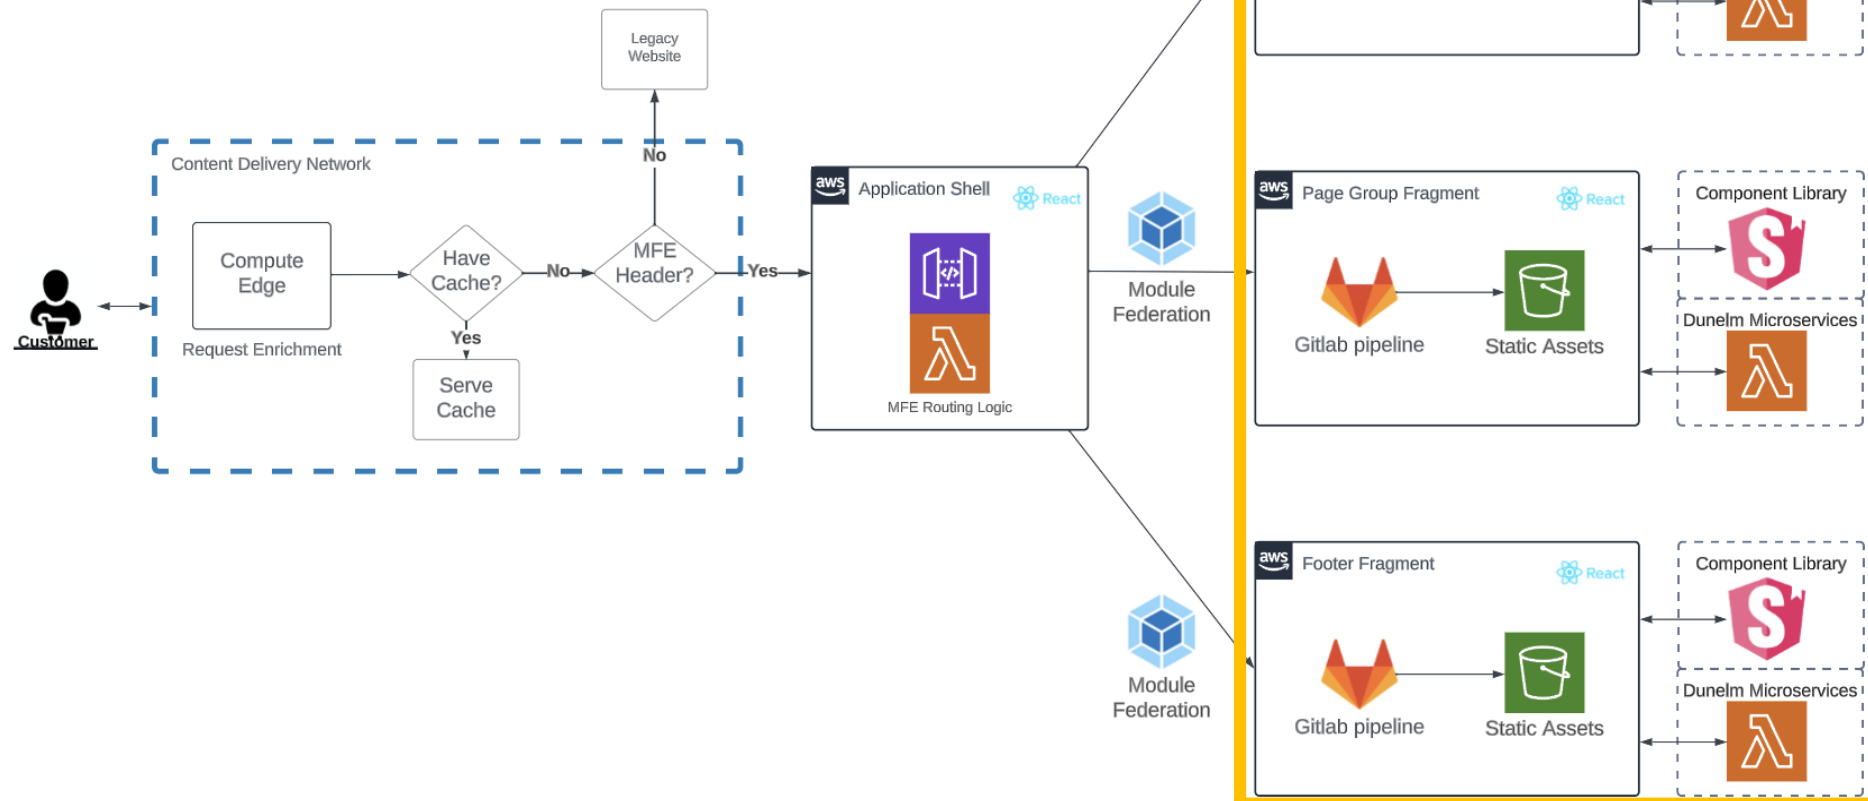 Legacy
Website
No
Content Delivery Network
Compute
Edge
Request Enrichment
Have
Cache?
No
MFE
Header?
Yes
Yes
Serve
Cache
Customer
aws
Application Shell
React
MFE Routing Logic
Module
Federation
aws
Page Group Fragment
React
Gitlab pipeline
Static Assets
Component Library
S
Dunelm Microservices
Module
Federation
aws
Footer Fragment
React
Gitlab pipeline
Static Assets
Component Library
S
Dunelm Microservices